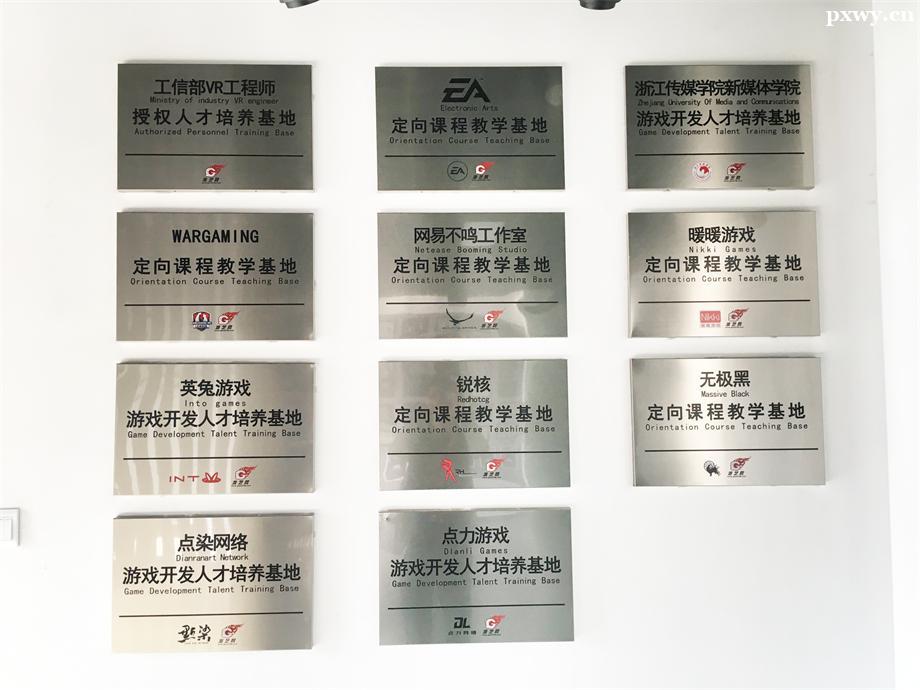 pxwy.cn
工信部VR工程师
Ministry of industry VR engineer
授权人才培养基地
Authorized Personnel Training Base
EA
Electronic Arts
定向课程教学基地
Orientation Course Teaching Base
EA
浙江传媒学院新媒体学院
Zhejiang University Of Media and Communications
游戏开发人才培养基地
Game Development Talent Training Base
WARGAMING
定向课程教学基地
Orientation Course Teaching Base
网易不鸣工作室
Netease Booming Studio
定向课程教学基地
Orientation Course Teaching Base
暖暖游戏
Nikki Games
定向课程教学基地
Orientation Course Teaching Base
Nikki
英兔游戏
Into games
游戏开发人才培养基地
Game Development Talent Training Base
INT
锐核
Redhotcg
定向课程教学基地
Orientation Course Teaching Base
RH
无极黑
Massive Black
定向课程教学基地
Orientation Course Teaching Base
点染网络
Dianranart Network
游戏开发人才培养基地
Game Development Talent Training Base
點染
点力游戏
Dianli Games
游戏开发人才培养基地
Game Development Talent Training Base
DL
点力网络